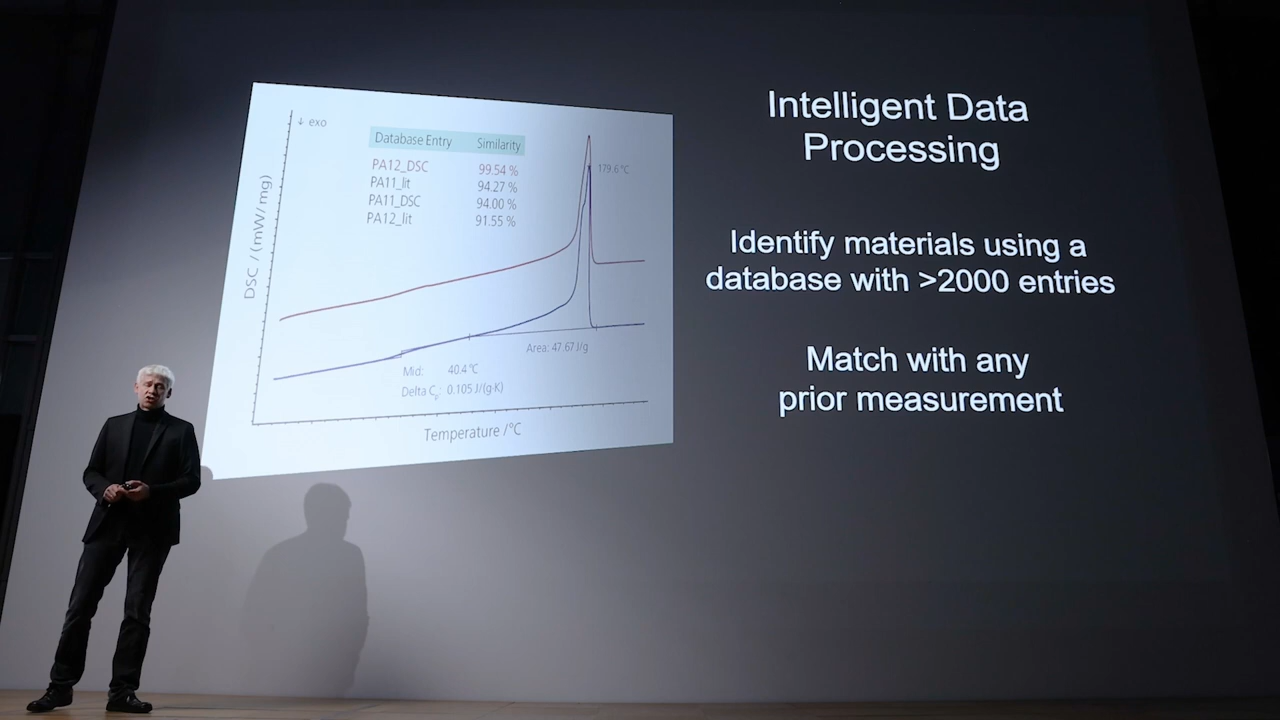 Intelligent Data
Processing
Identify materials using a
database with >2000 entries
Match with any
prior measurement
↓ exo
Database Entry Similarity
PA12_DSC 99.54 %
PA11_lit 94.27 %
PA11_DSC 94.00 %
PA12_lit 91.55 %
179.6 °C
DSC / (mW/mg)
Area: 47.67 J/g
Mid: 40.4 °C
Delta Cp: 0.105 J/(g·K)
Temperature /°C